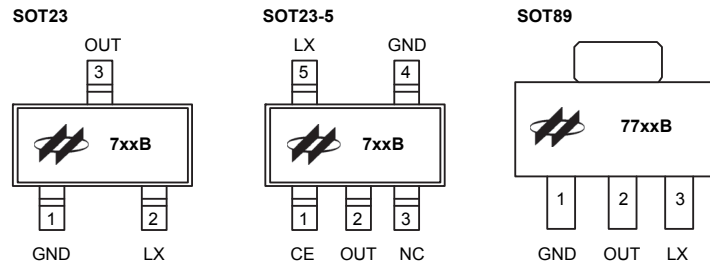 SOT23
OUT
3
7xxB
1 2
GND LX
SOT23-5
LX GND
5 4
7xxB
1 2 3
CE OUT NC
SOT89
77xxB
1 2 3
GND OUT LX